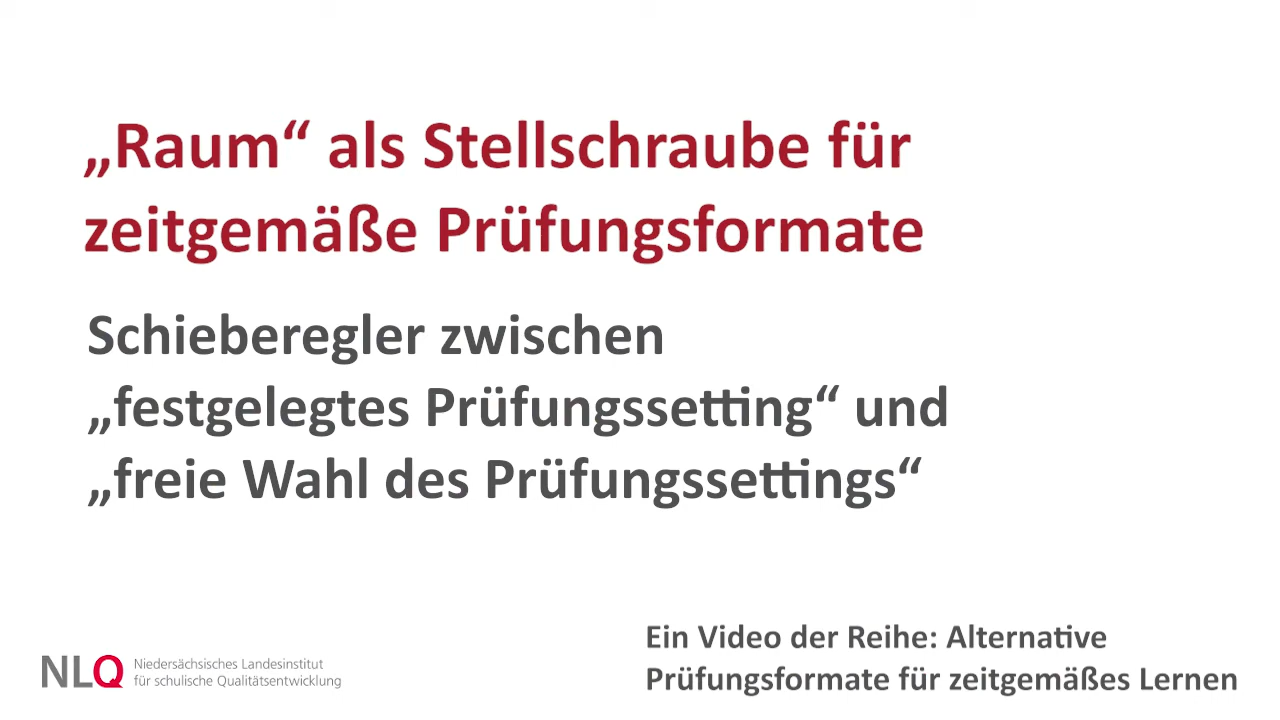 „Raum“ als Stellschraube für
zeitgemäße Prüfungsformate
Schieberegler zwischen
„festgelegtes Prüfungssetting“ und
„freie Wahl des Prüfungssettings“
Ein Video der Reihe: Alternative
Prüfungsformate für zeitgemäßes Lernen
NLQ
Niedersächsisches Landesinstitut
für schulische Qualitätsentwicklung